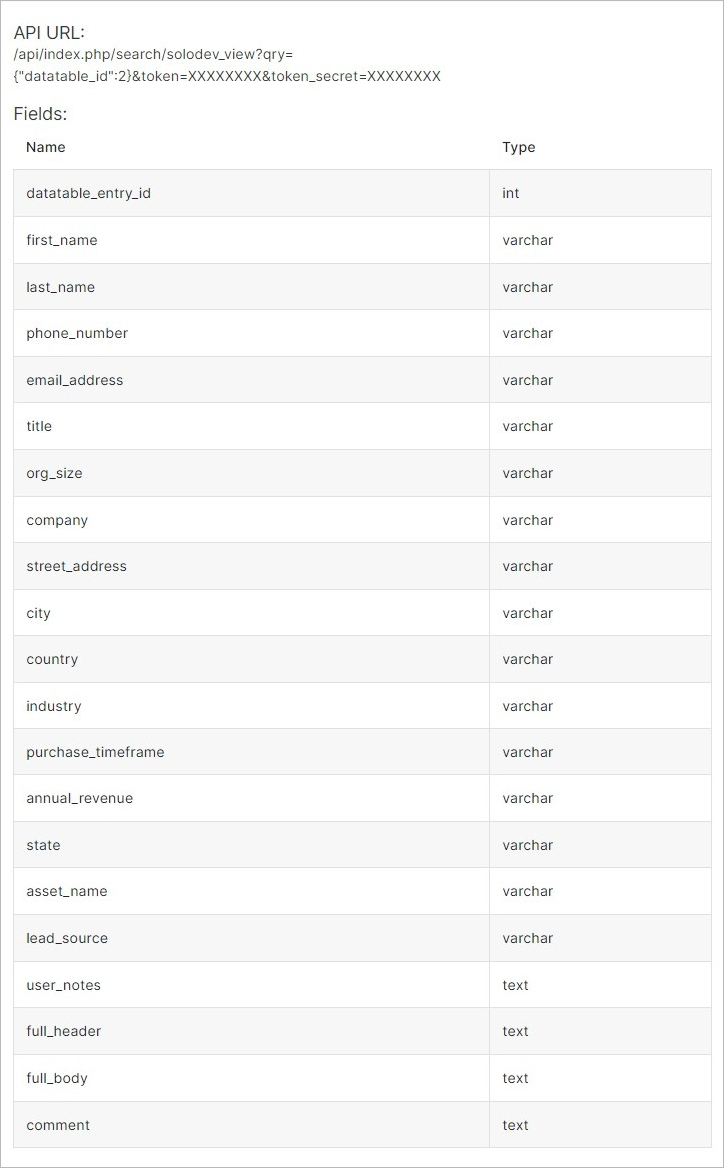 API URL:
/api/index.php/search/solodev_view?qry=
{"datatable_id":2}&token=XXXXXXXX&token_secret=XXXXXXXX
Fields:
Name Type
datatable_entry_id int
first_name varchar
last_name varchar
phone_number varchar
email_address varchar
title varchar
org_size varchar
company varchar
street_address varchar
city varchar
country varchar
industry varchar
purchase_timeframe varchar
annual_revenue varchar
state varchar
asset_name varchar
lead_source varchar
user_notes text
full_header text
full_body text
comment text